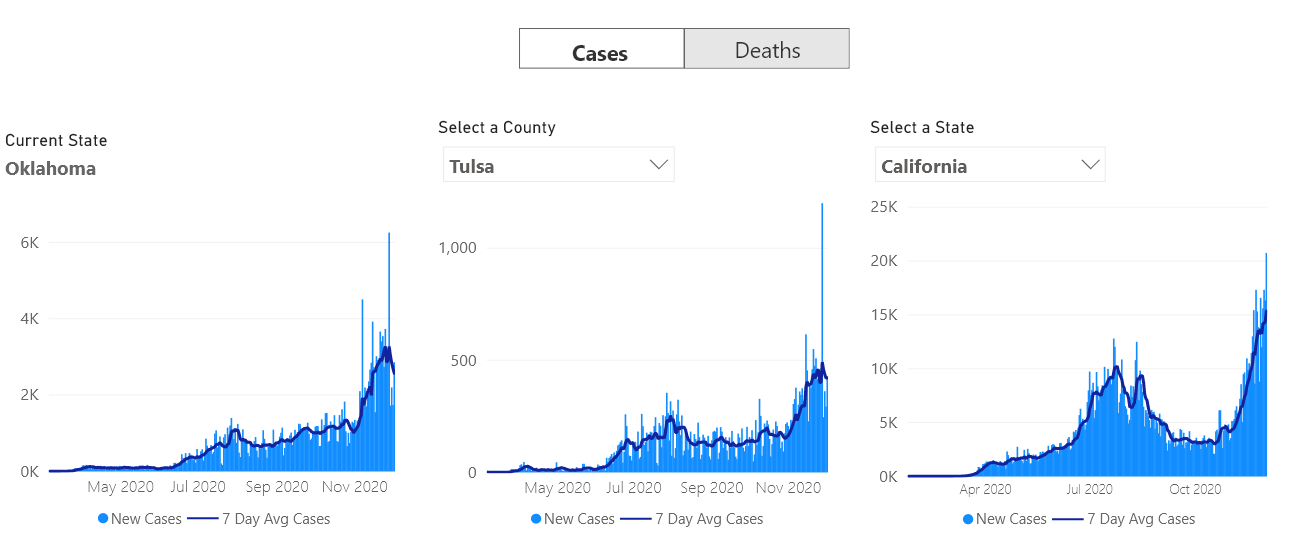 Cases
Deaths
Current State
Oklahoma
6K
4K
2K
0K
May 2020
Jul 2020
Sep 2020
Nov 2020
New Cases
7 Day Avg Cases
Select a County
Tulsa
1,000
500
0
May 2020
Jul 2020
Sep 2020
Nov 2020
New Cases
7 Day Avg Cases
Select a State
California
25K
20K
15K
10K
5K
0K
Apr 2020
Jul 2020
Oct 2020
New Cases
7 Day Avg Cases